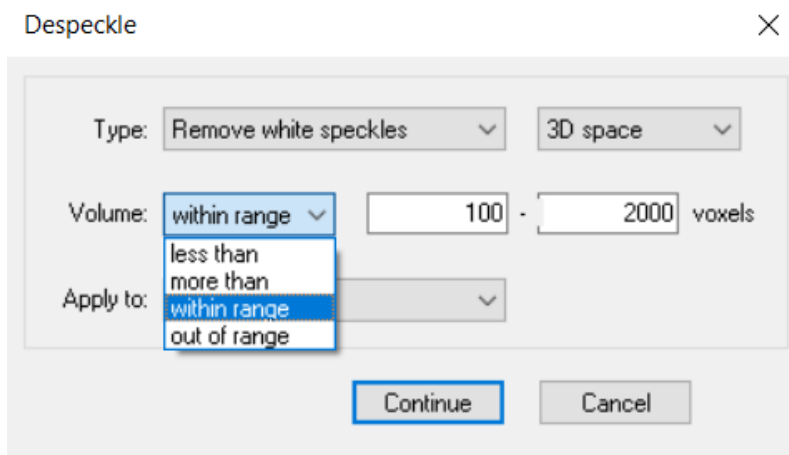 Despeckle
Type: Remove white speckles 3D space
Volume: within range 100 - 2000 voxels
less than
more than
Apply to: within range
out of range
Continue Cancel